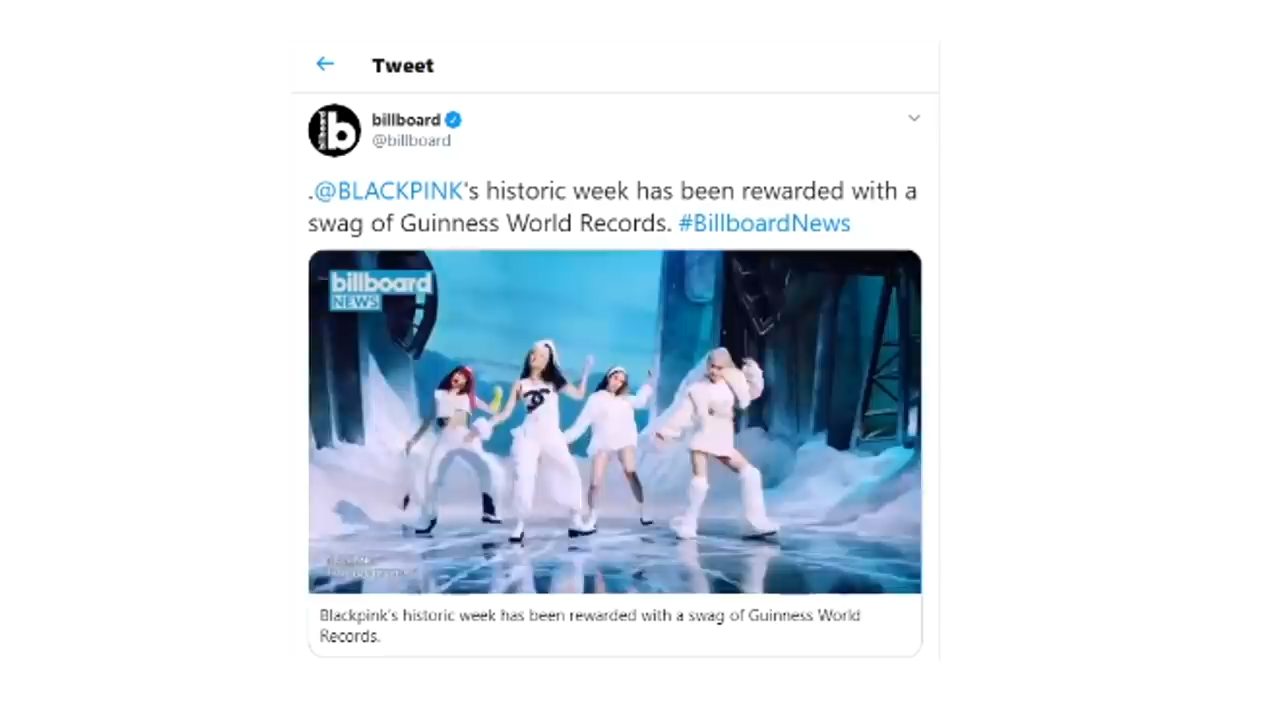 Tweet
billboard
@billboard
.@BLACKPINK's historic week has been rewarded with a
swag of Guinness World Records. #BillboardNews
billboard
NEWS
Blackpink's historic week has been rewarded with a swag of Guinness World
Records.